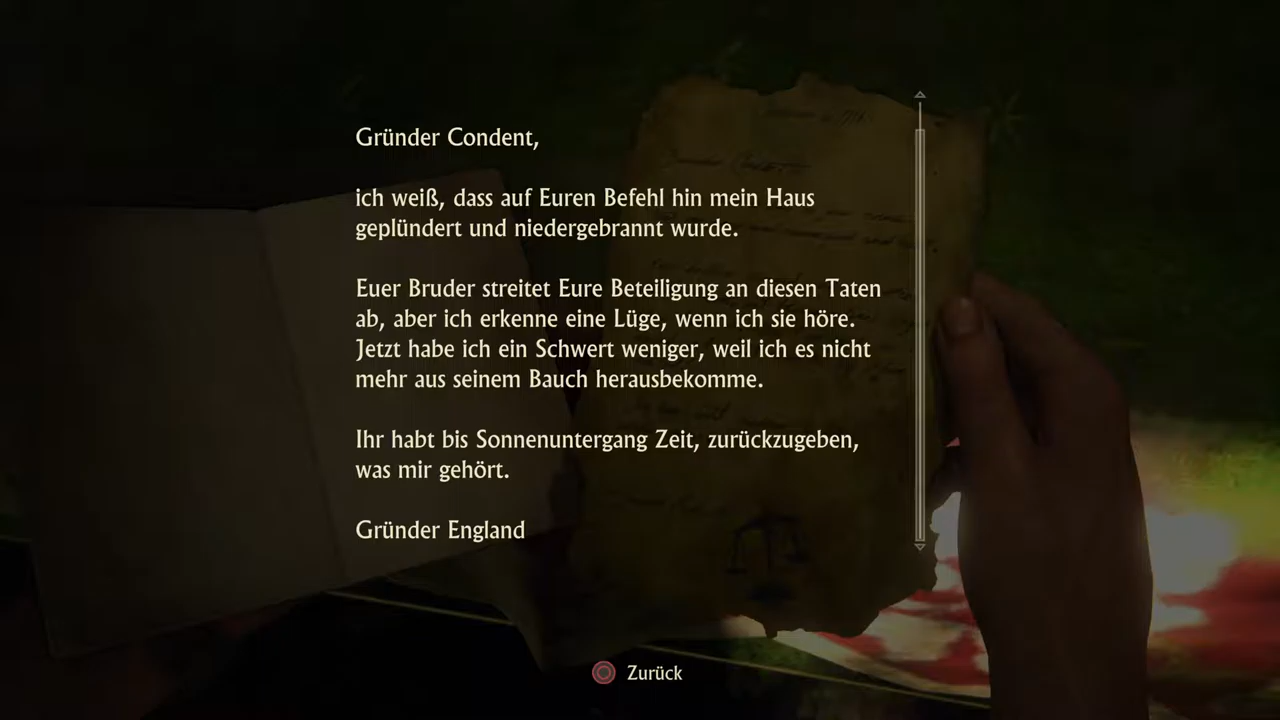 Gründer Condent,
ich weiß, dass auf Euren Befehl hin mein Haus
geplündert und niedergebrannt wurde.
Euer Bruder streitet Eure Beteiligung an diesen Taten
ab, aber ich erkenne eine Lüge, wenn ich sie höre.
Jetzt habe ich ein Schwert weniger, weil ich es nicht
mehr aus seinem Bauch herausbekomme.
Ihr habt bis Sonnenuntergang Zeit, zurückzugeben,
was mir gehört.
Gründer England
Zurück